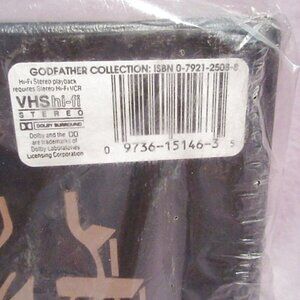 GODFATHER COLLECTION: ISBN 0-7921-2508-8
Hi-Fi Stereo playback
requires Stereo Hi-Fi VCR
VHS hi-fi
STEREO
DOLBY SURROUND
Dolby and the DD
are trademarks of
Dolby Laboratories
Licensing Corporation
0 9736-15146-3 5